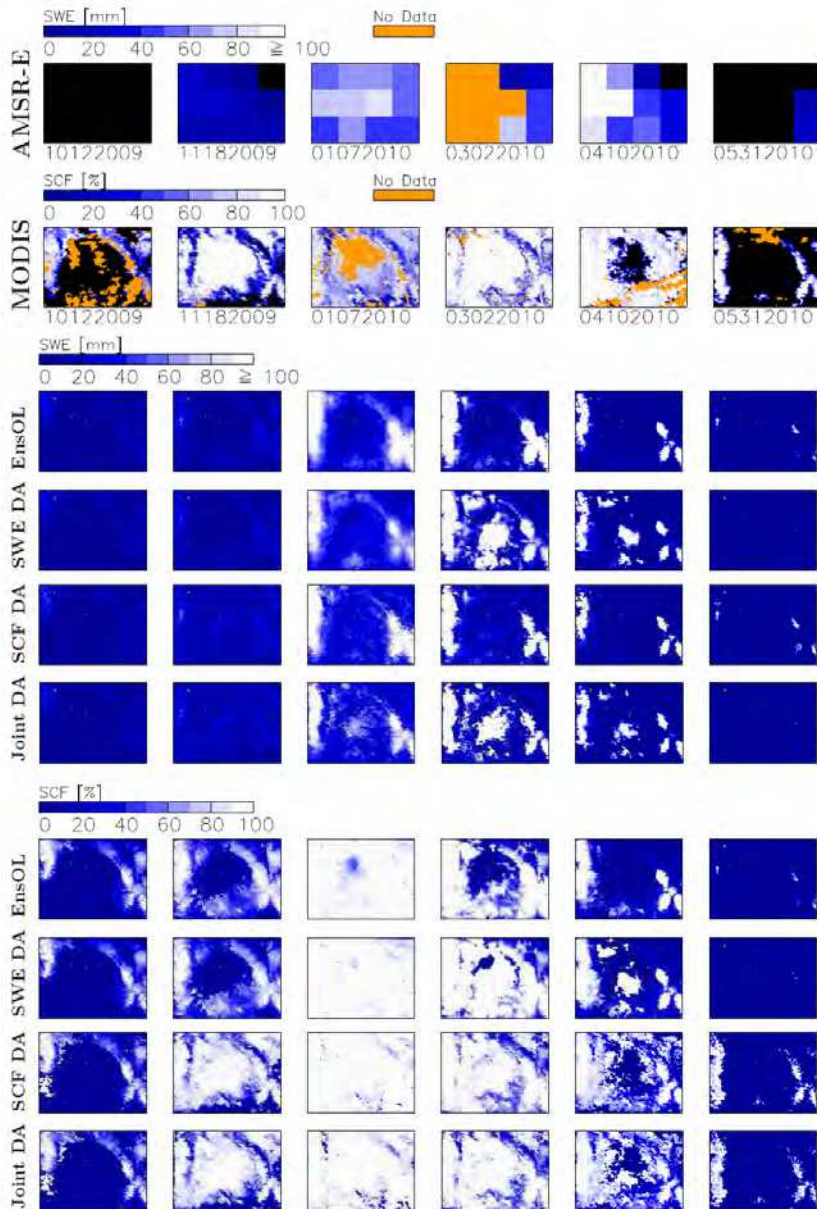 SWE [mm]
No Data
0 20 40 60 80 ≧ 100
AMSR-E
10122009 11182009 01072010 03022010 04102010 05312010
SCF [%]
No Data
0 20 40 60 80 100
MODIS
10122009 11182009 01072010 03022010 04102010 05312010
SWE [mm]
0 20 40 60 80 ≧ 100
EnsOL
SWE DA
SCF DA
Joint DA
SCF [%]
0 20 40 60 80 100
EnsOL
SWE DA
SCF DA
Joint DA